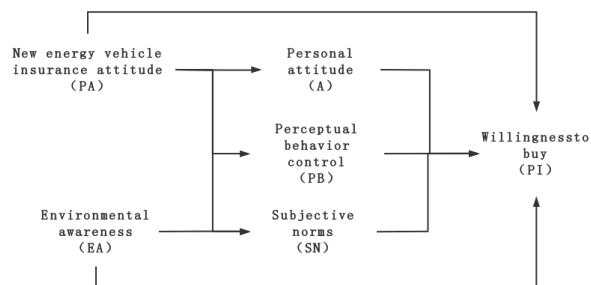 New energy vehicle
insurance attitude
(PA)
Personal
attitude
(A)
Perceptual
behavior
control
(PB)
Willingnessto
buy
(PI)
Environmental
awareness
(EA)
Subjective
norms
(SN)